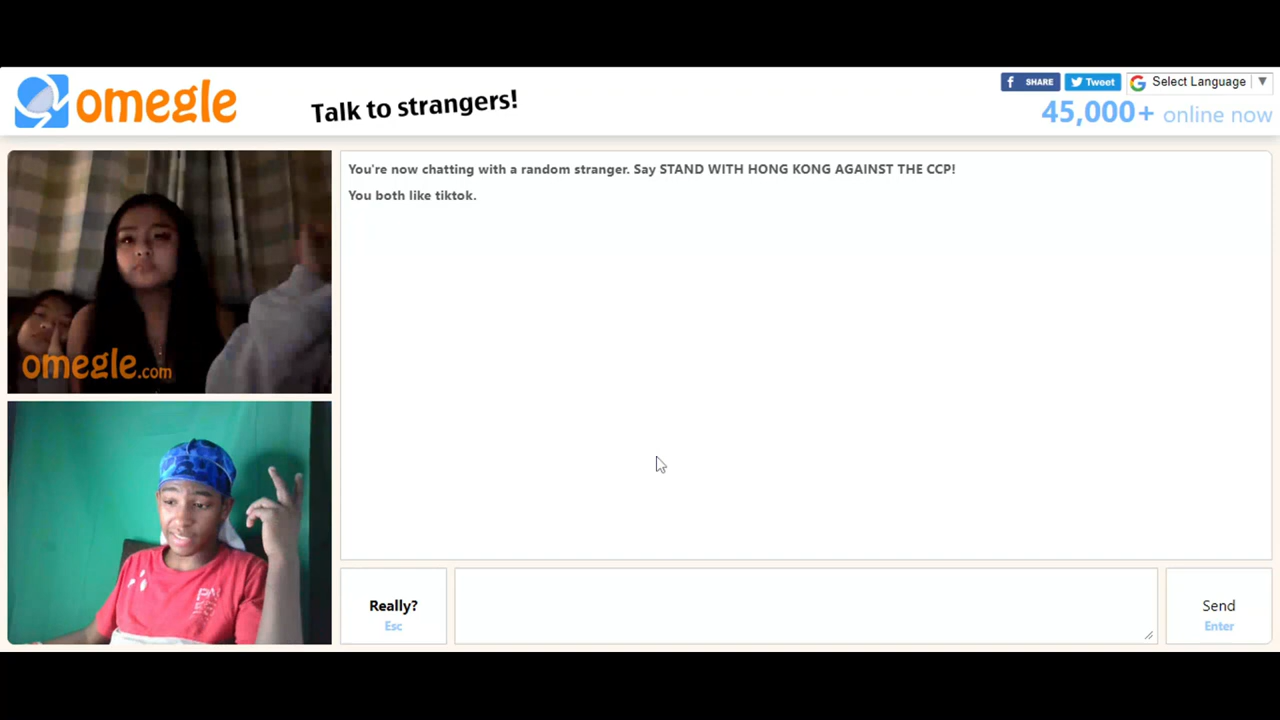 omegle
Talk to strangers!
SHARE
Tweet
Select Language
45,000+ online now
You're now chatting with a random stranger. Say STAND WITH HONG KONG AGAINST THE CCP!
You both like tiktok.
omegle.com
Really?
Esc
Send
Enter